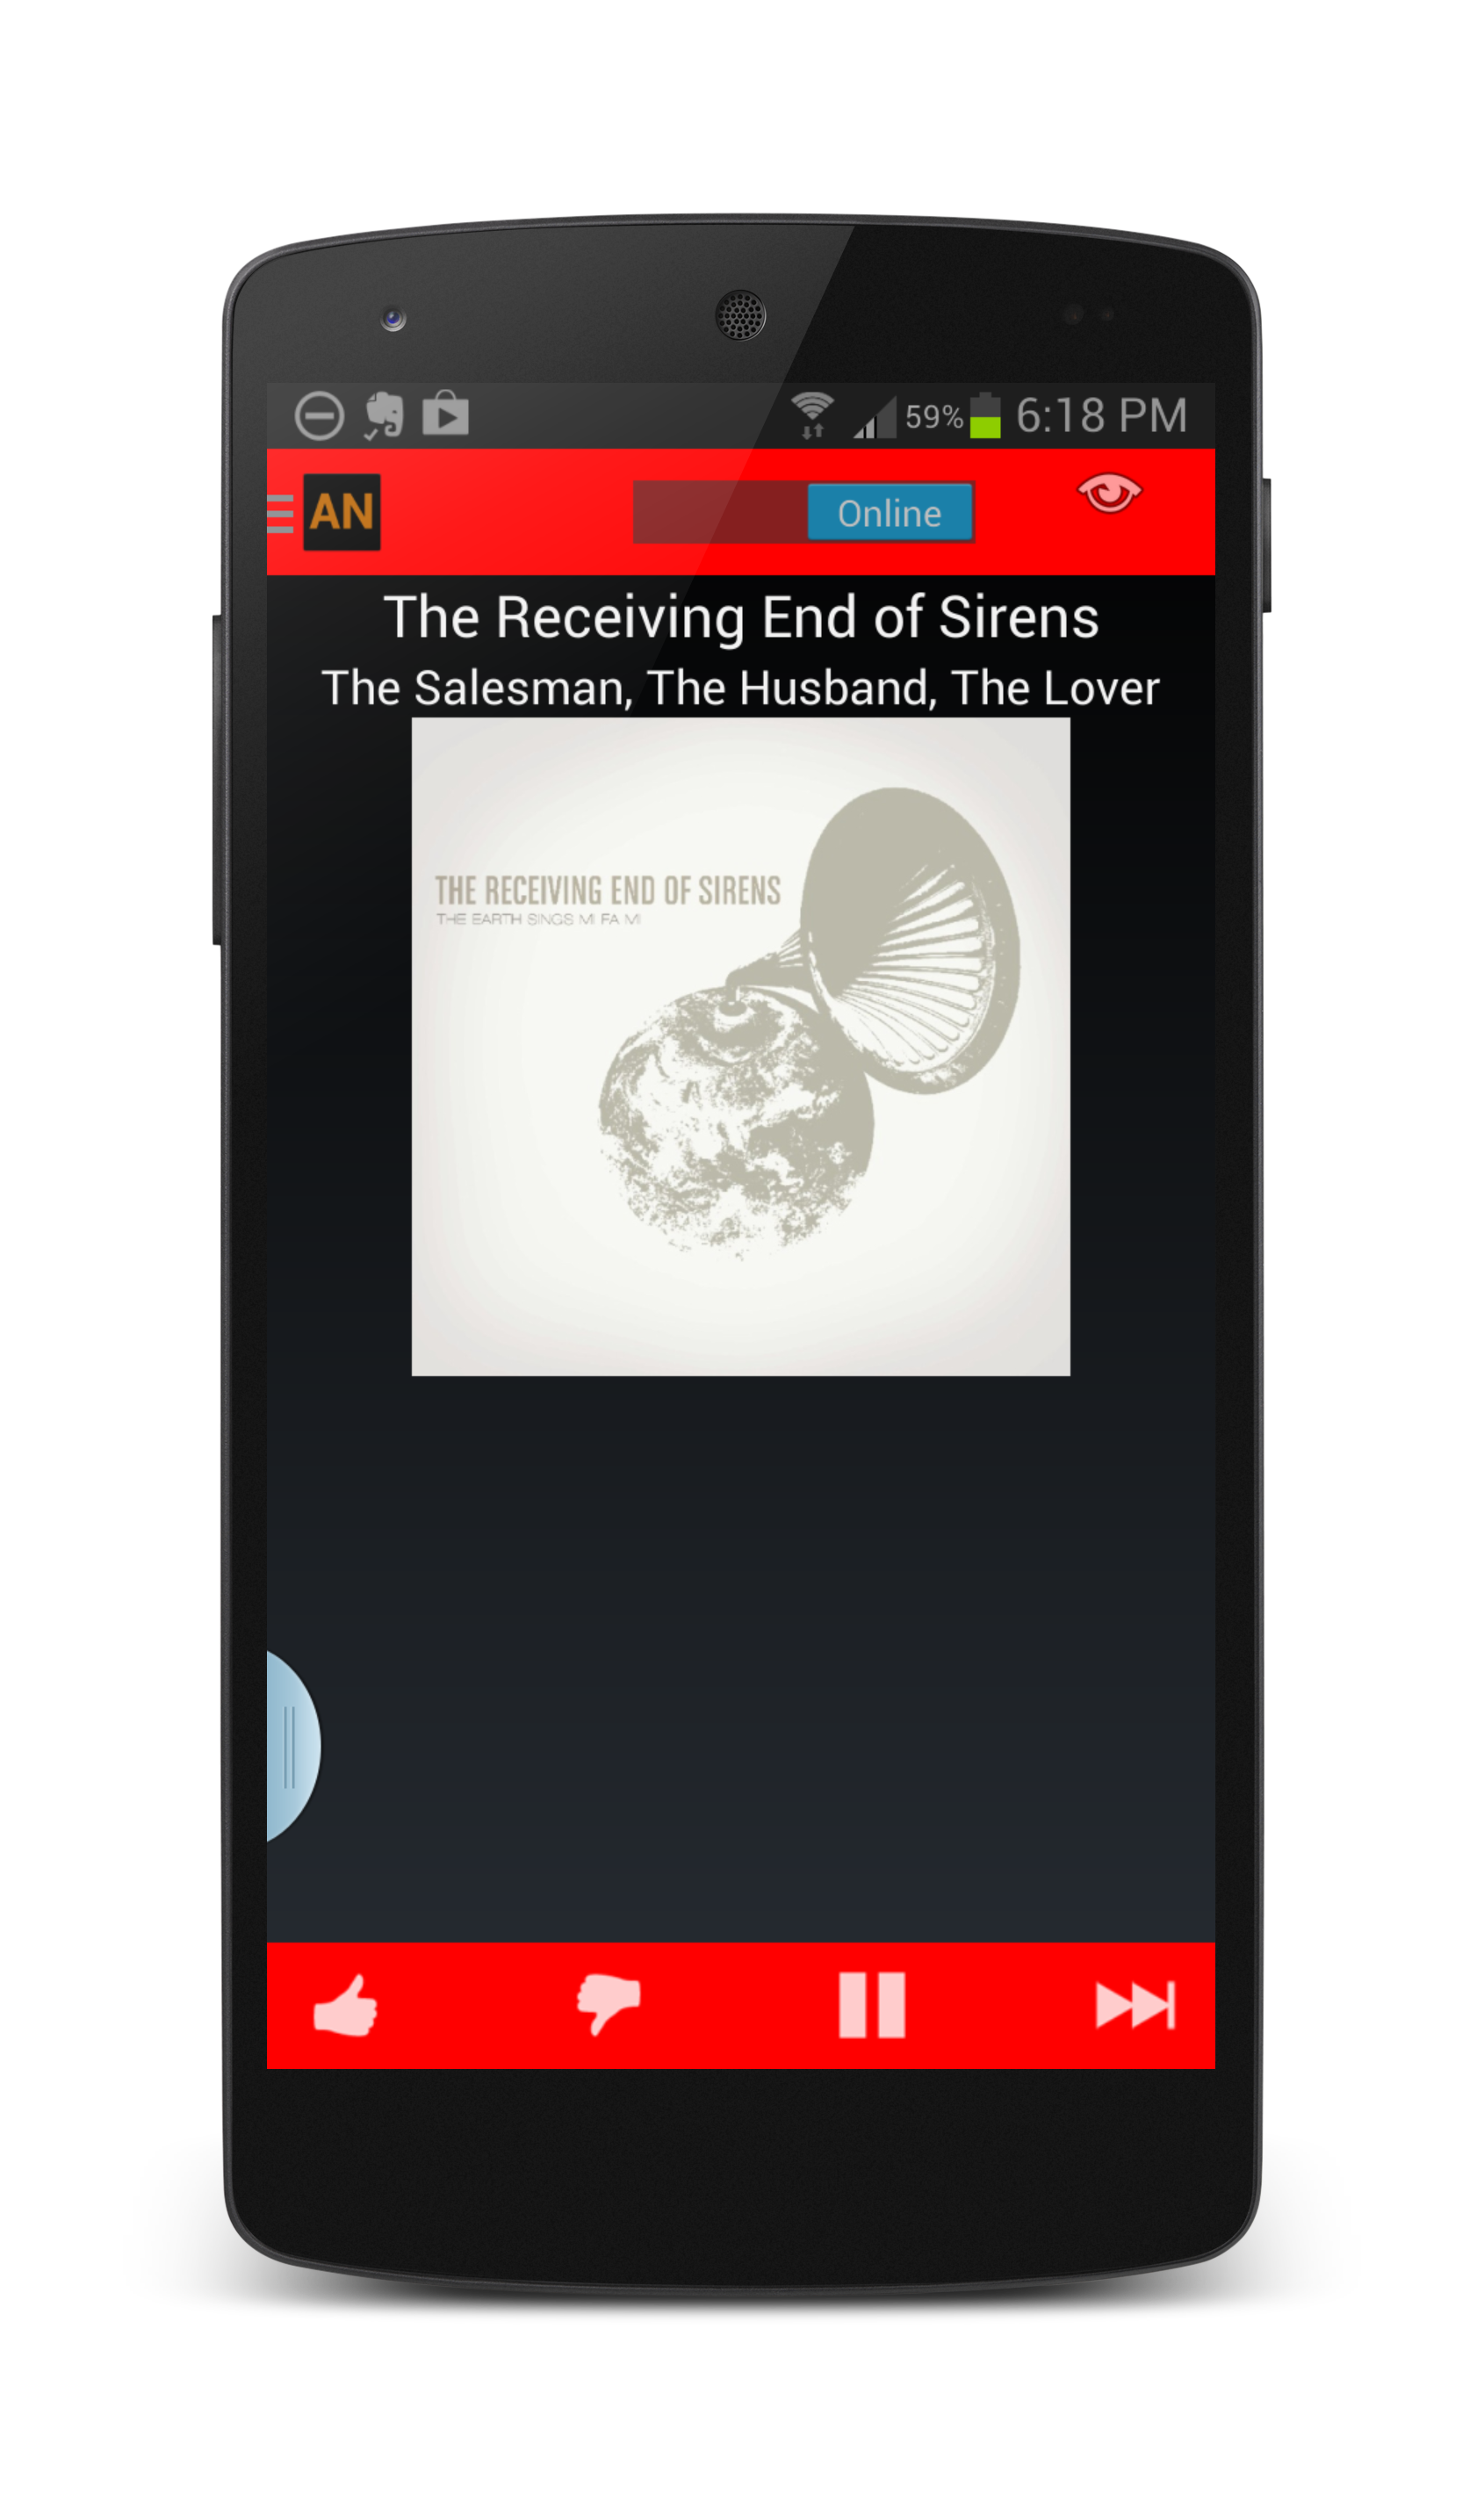 59% 6:18 PM
AN Online
The Receiving End of Sirens
The Salesman, The Husband, The Lover
THE RECEIVING END OF SIRENS
THE EARTH SINGS MI FA MI